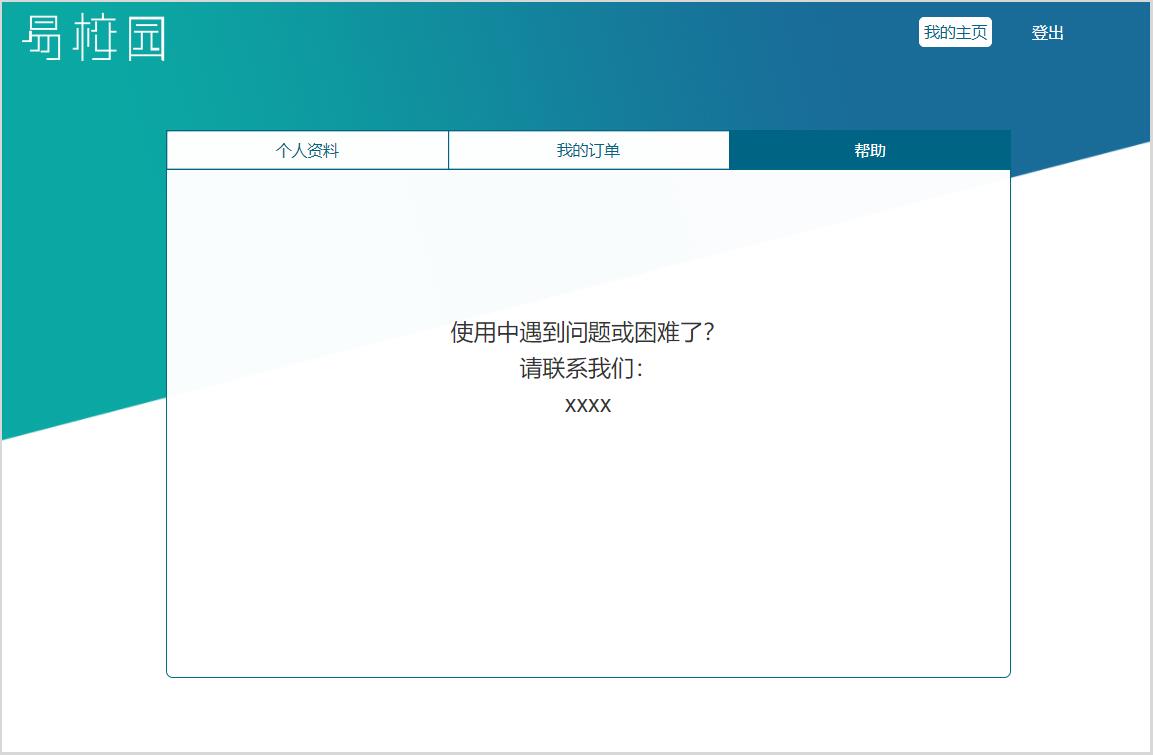 易校园
我的主页
登出
个人资料
我的订单
帮助
使用中遇到问题或困难了？
请联系我们：
xxxx